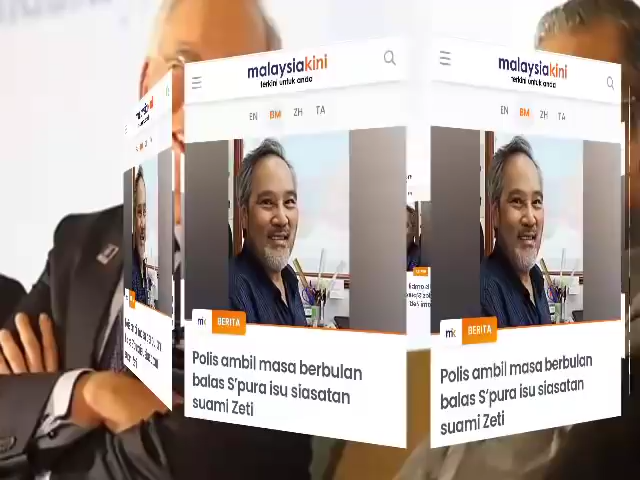 malaysiakini
terkini untuk anda
EN BM ZH TA
mk BERITA
Polis ambil masa berbulan
balas S'pura isu siasatan
suami Zeti
malaysiakini
terkini untuk anda
EN BM ZH TA
mk BERITA
Polis ambil masa berbulan
balas S'pura isu siasatan
suami Zeti